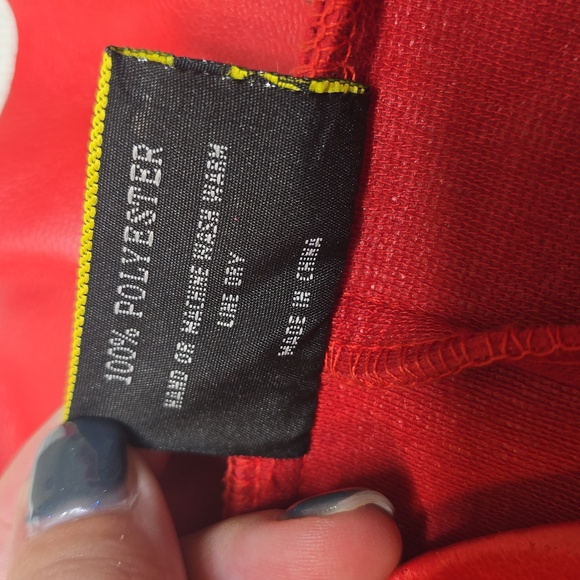 100% POLYESTER
HAND OR MACHINE WASH WARM
LINE DRY
MADE IN CHINA